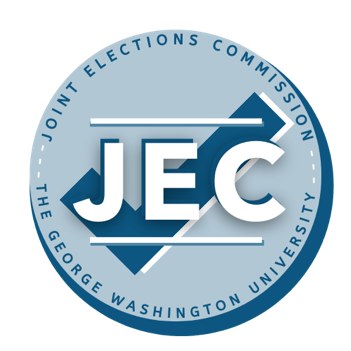 JOINT ELECTIONS COMMISSION
JEC
THE GEORGE WASHINGTON UNIVERSITY